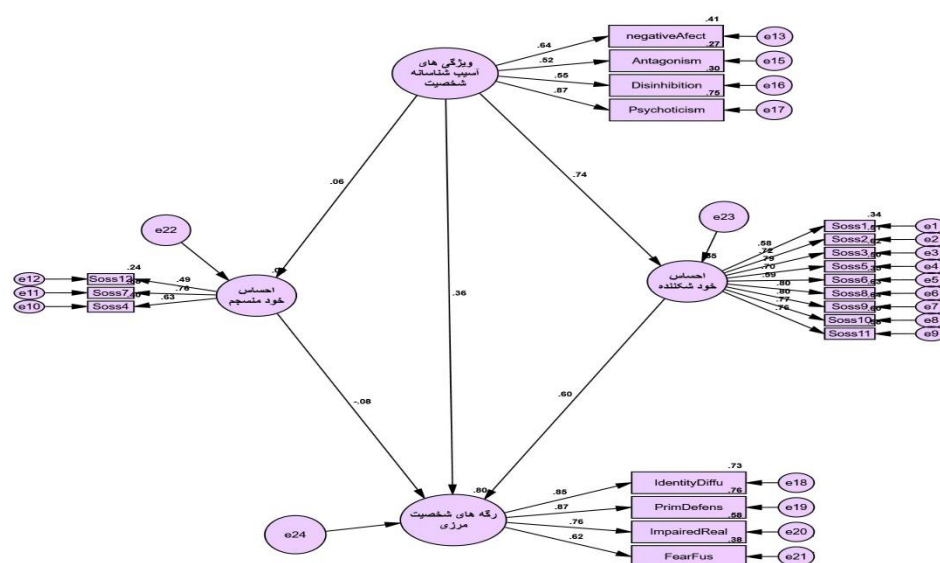 .41
negativeAfect
e13
.64
.27
Antagonism
e15
.52
.30
Disinhibition
e16
.55
.75
Psychoticism
e17
.87
ویژگی های
آسیب شناسانه
شخصیت
.06
.74
.36
e22
e23
.24
e12
Soss12
.49
e11
Soss7
.76
e10
Soss4
.63
احساس
خود منسجم
احساس
خود شکننده
.34
.58
Soss1
e1
.72
Soss2
e2
.79
Soss3
e3
.70
Soss5
e4
Soss6
e5
.80
Soss8
e6
.80
Soss9
e7
.77
Soss10
e8
.76
Soss11
e9
-.08
.60
.80
رگه های شخصیت
مرزی
e24
.73
.85
IdentityDiffu
e18
.76
.87
PrimDefens
e19
.58
.76
ImpairedReal
e20
.38
.62
FearFus
e21